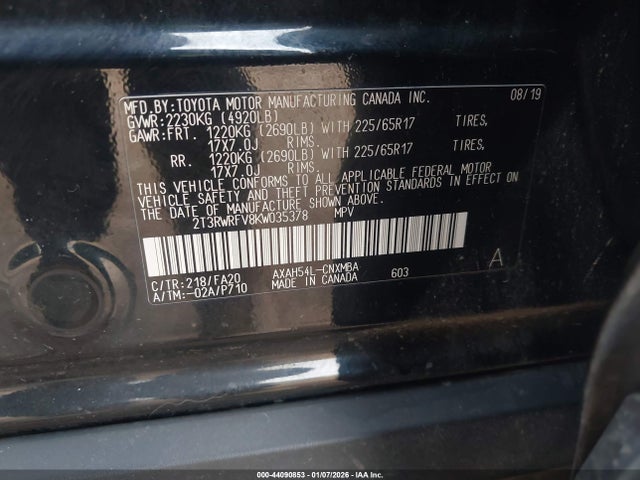 MFD.BY:TOYOTA MOTOR MANUFACTURING CANADA INC. 08/19
GVWR:2230KG (4920LB)
GAWR:FRT. 1220KG (2690LB) WITH 225/65R17 TIRES,
17X7.0J RIMS.
RR. 1220KG (2690LB) WITH 225/65R17 TIRES,
17X7.0J RIMS.
THIS VEHICLE CONFORMS TO ALL APPLICABLE FEDERAL MOTOR
VEHICLE SAFETY AND THEFT PREVENTION STANDARDS IN EFFECT ON
THE DATE OF MANUFACTURE SHOWN ABOVE.
2T3RWRFV8KW035378 MPV
C/TR:218/FA20 AXAH54L-CNXMBA 603 A
A/TM:-02A/P710 MADE IN CANADA
000-44090853 | 01/07/2026 - IAA Inc.